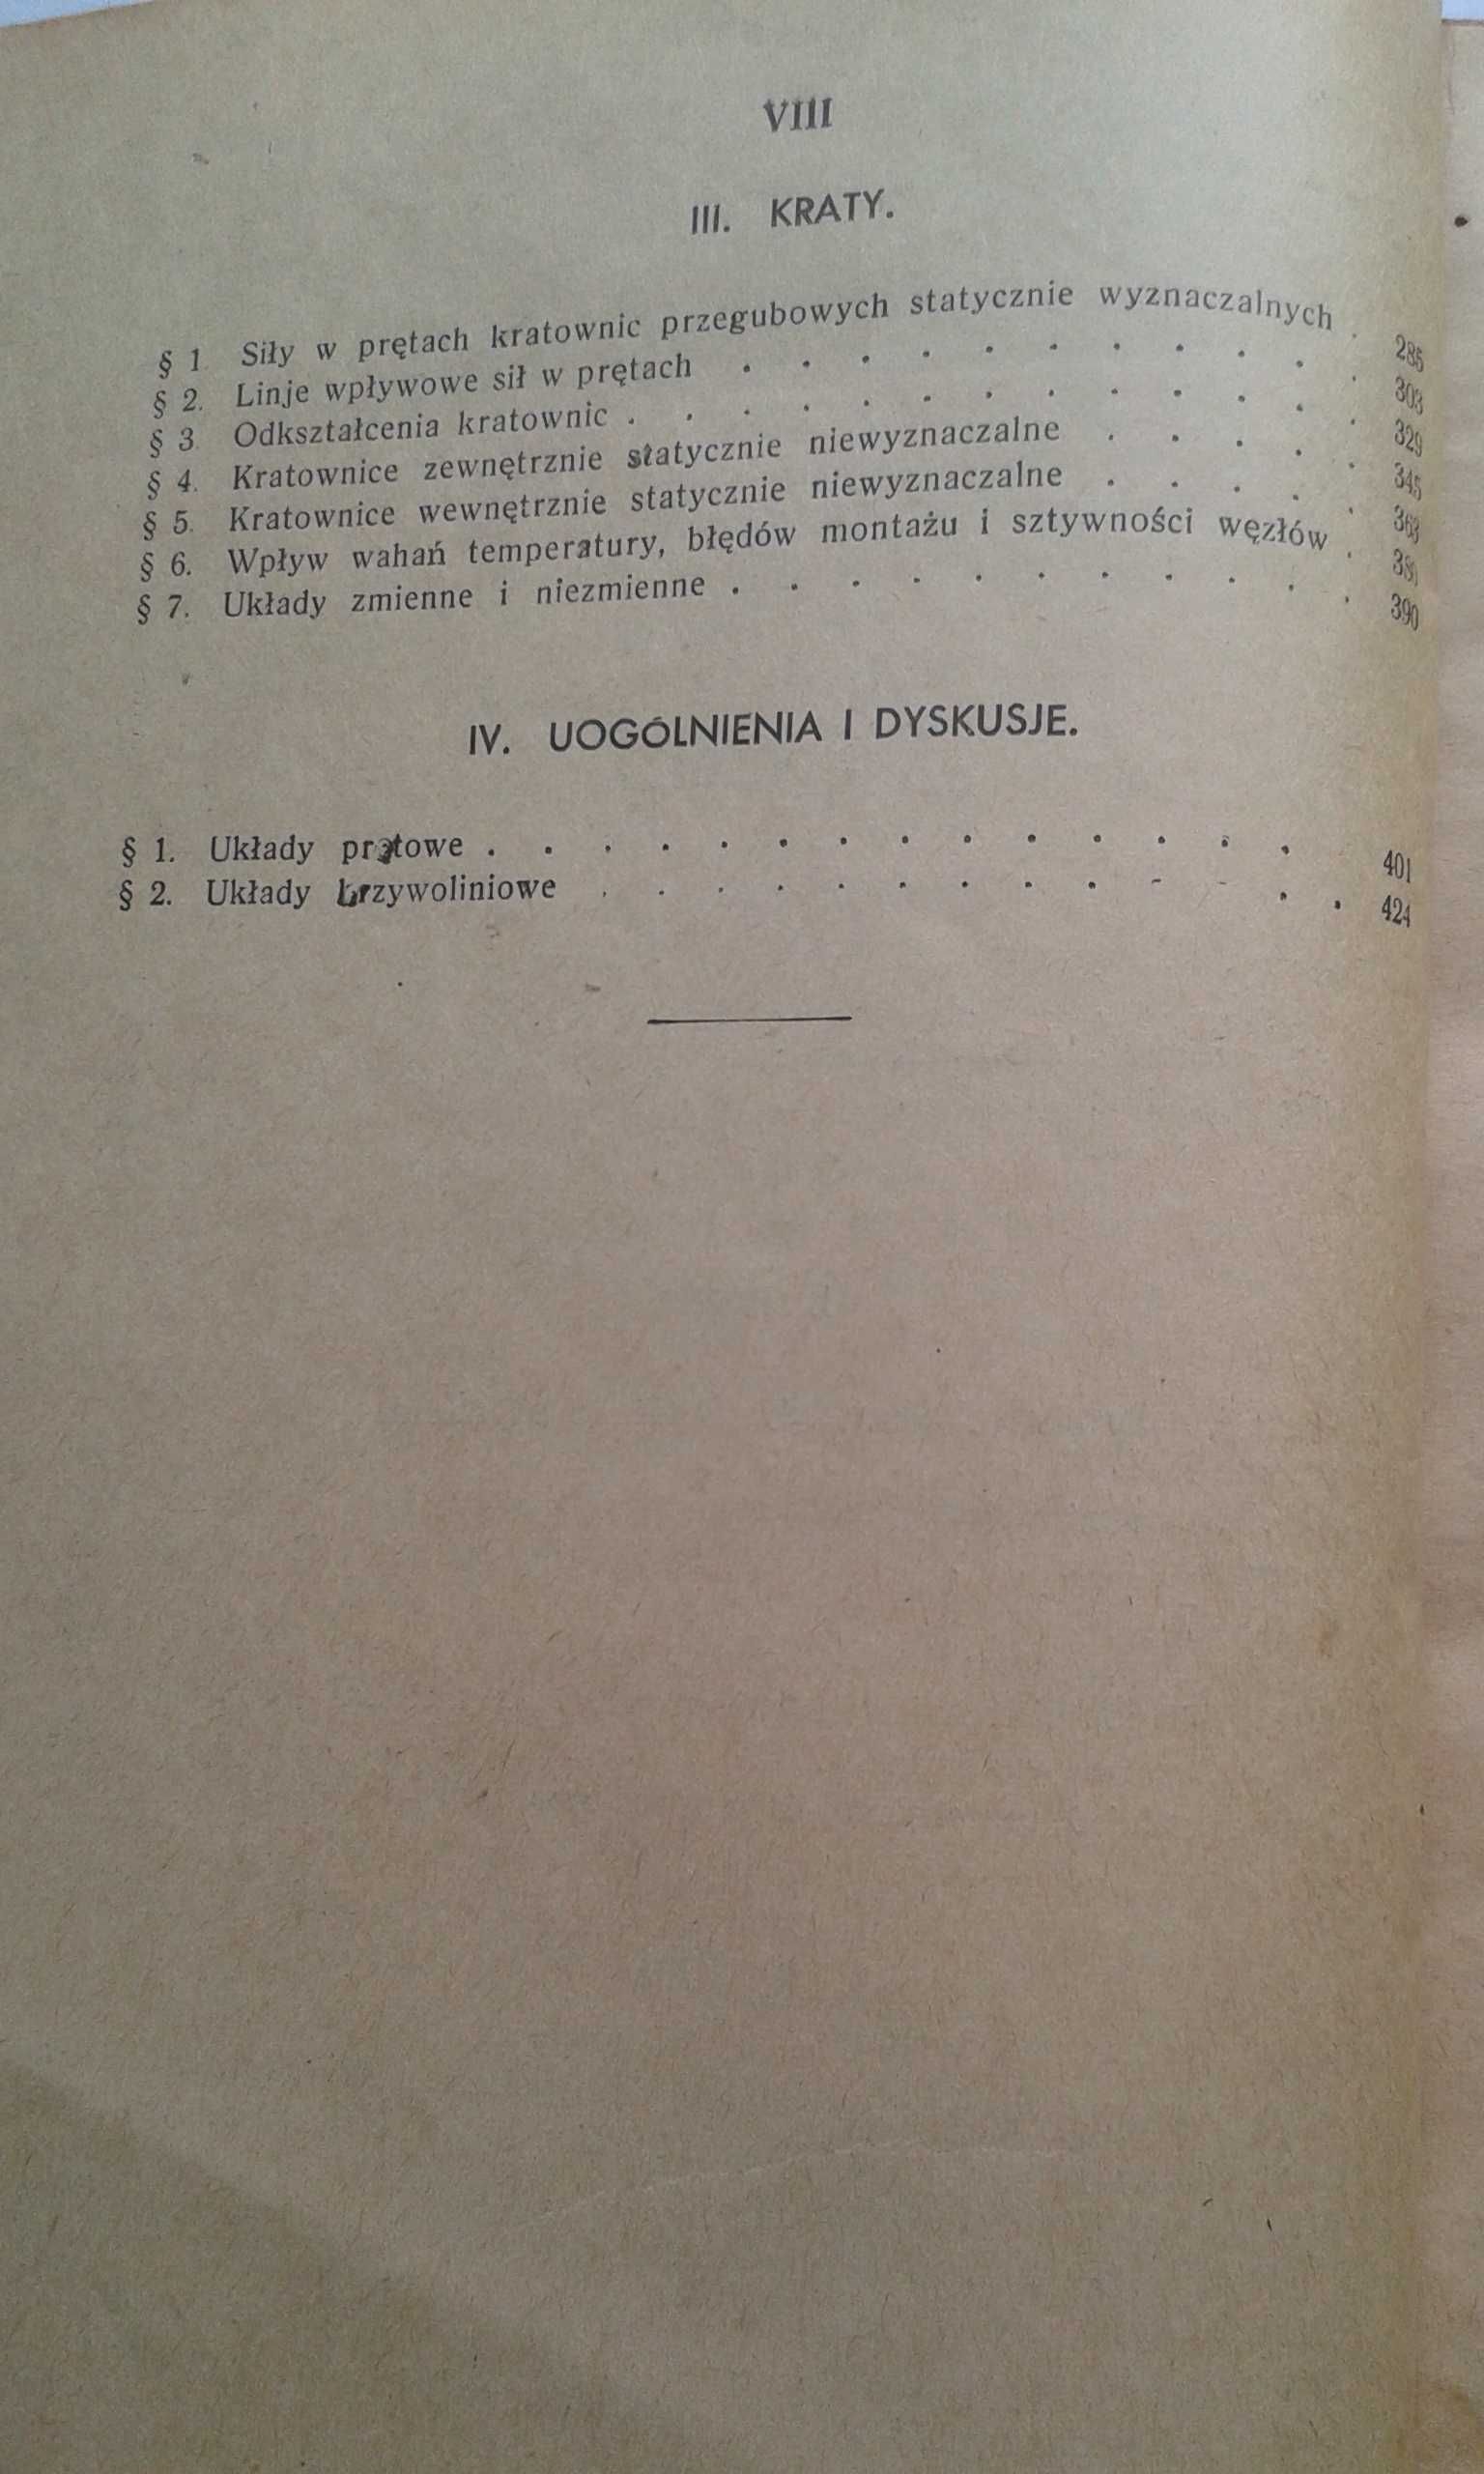 VIII
III. KRATY.
§ 1 Siły w prętach kratownic przegubowych statycznie wyznaczalnych . 285
§ 2. Linje wpływowe sił w prętach . . . . . . . . . . . 303
§ 3 Odkształcenia kratownic . . . . . . . . . . . . . 329
§ 4. Kratownice zewnętrznie statycznie niewyznaczalne . . . . . 345
§ 5. Kratownice wewnętrznie statycznie niewyznaczalne . . . . . 363
§ 6. Wpływ wahań temperatury, błędów montażu i sztywności węzłów .
§ 7. Układy zmienne i niezmienne . . . . . . . . . . . 390
IV. UOGÓLNIENIA I DYSKUSJE.
§ 1. Układy prętowe . . . . . . . . . . . . . . 401
§ 2. Układy krzywoliniowe . . . . . . . . . . . . . 424